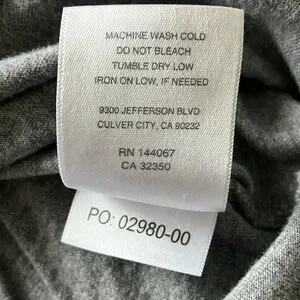 MACHINE WASH COLD
DO NOT BLEACH
TUMBLE DRY LOW
IRON ON LOW, IF NEEDED
9300 JEFFERSON BLVD
CULVER CITY, CA 90232
RN 144067
CA 32350
PO: 02980-00